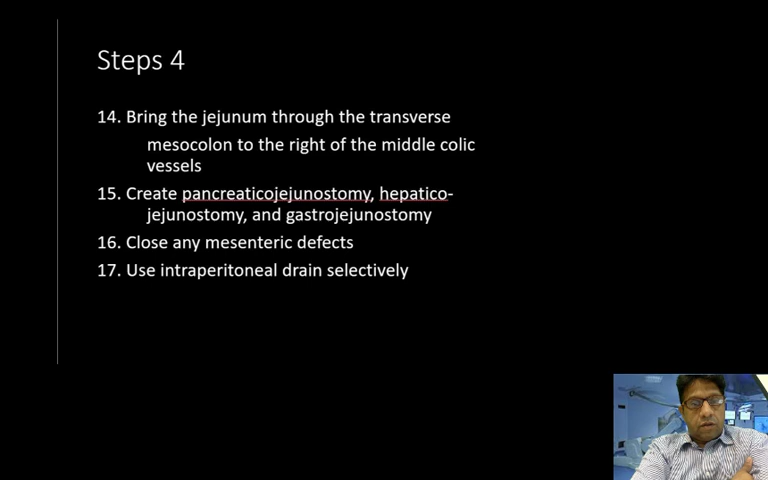 Steps 4
14. Bring the jejunum through the transverse
mesocolon to the right of the middle colic
vessels
15. Create pancreaticojejunostomy, hepatico-
jejunostomy, and gastrojejunostomy
16. Close any mesenteric defects
17. Use intraperitoneal drain selectively